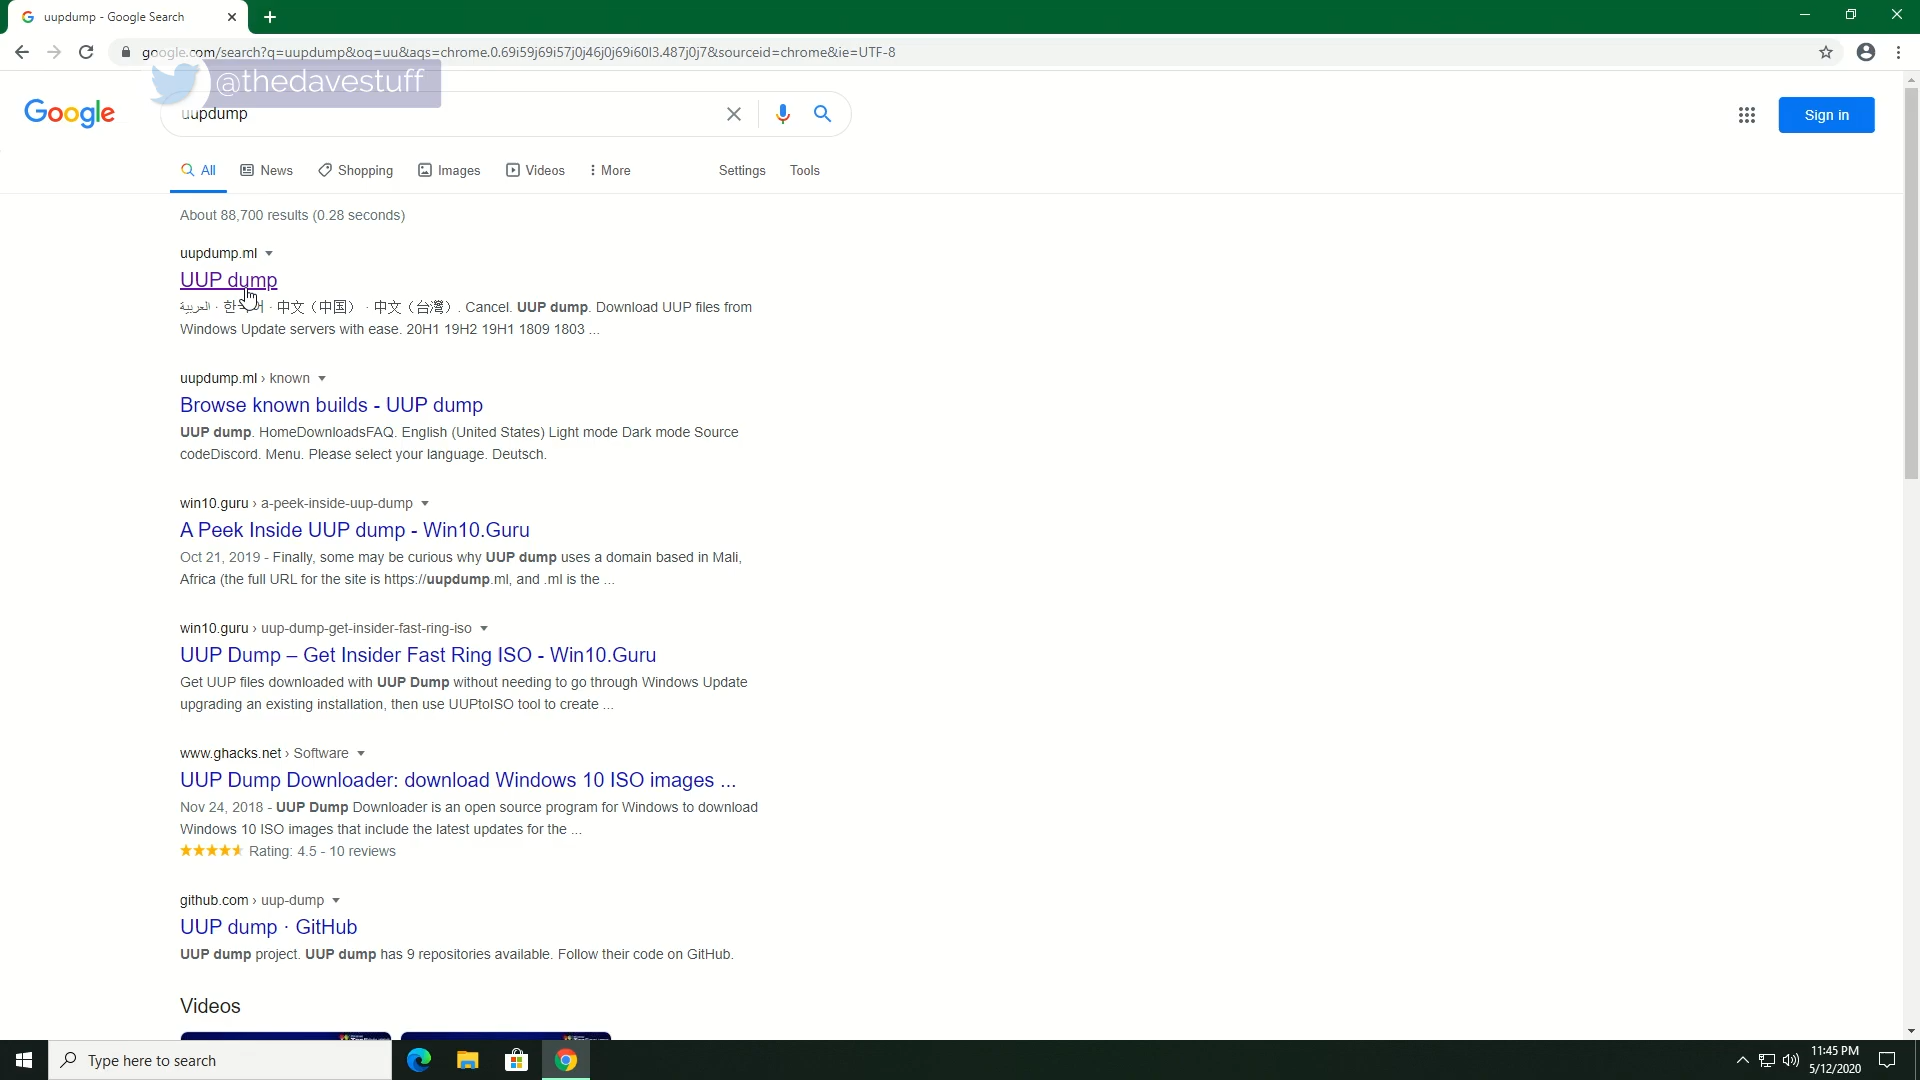 uupdump - Google Search
google.com/search?q=uupdump&oq=uu&aqs=chrome.0.69i59j69i57j0j46j0j69i60l3.487j0j7&sourceid=chrome&ie=UTF-8
@thedavestuff
Google
uupdump
Sign in
All
News
Shopping
Images
Videos
More
Settings
Tools
About 88,700 results (0.28 seconds)
uupdump.ml
UUP dump
العربية · 한국어 · 中文（中国） · 中文（台灣）. Cancel. UUP dump. Download UUP files from
Windows Update servers with ease. 20H1 19H2 19H1 1809 1803 ...
uupdump.ml › known
Browse known builds - UUP dump
UUP dump. HomeDownloadsFAQ. English (United States) Light mode Dark mode Source
codeDiscord. Menu. Please select your language. Deutsch.
win10.guru › a-peek-inside-uup-dump
A Peek Inside UUP dump - Win10.Guru
Oct 21, 2019 - Finally, some may be curious why UUP dump uses a domain based in Mali,
Africa (the full URL for the site is https://uupdump.ml, and .ml is the ...
win10.guru › uup-dump-get-insider-fast-ring-iso
UUP Dump – Get Insider Fast Ring ISO - Win10.Guru
Get UUP files downloaded with UUP Dump without needing to go through Windows Update
upgrading an existing installation, then use UUPtoISO tool to create ...
www.ghacks.net › Software
UUP Dump Downloader: download Windows 10 ISO images ...
Nov 24, 2018 - UUP Dump Downloader is an open source program for Windows to download
Windows 10 ISO images that include the latest updates for the ...
Rating: 4.5 - 10 reviews
github.com › uup-dump
UUP dump · GitHub
UUP dump project. UUP dump has 9 repositories available. Follow their code on GitHub.
Videos
Type here to search
11:45 PM
5/12/2020